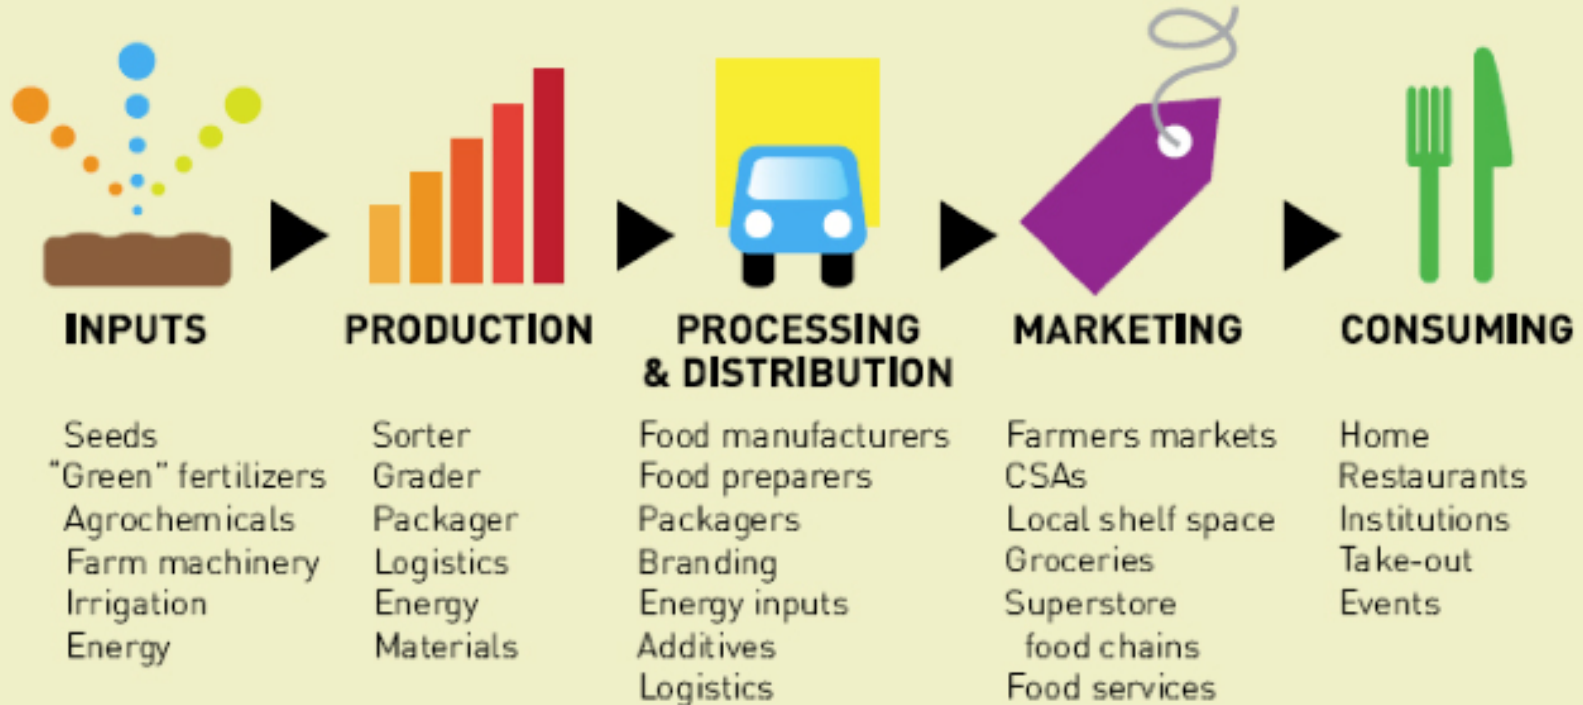 INPUTS
Seeds
"Green" fertilizers
Agrochemicals
Farm machinery
Irrigation
Energy
PRODUCTION
Sorter
Grader
Packager
Logistics
Energy
Materials
PROCESSING
& DISTRIBUTION
Food manufacturers
Food preparers
Packagers
Branding
Energy inputs
Additives
Logistics
MARKETING
Farmers markets
CSAs
Local shelf space
Groceries
Superstore
food chains
Food services
CONSUMING
Home
Restaurants
Institutions
Take-out
Events